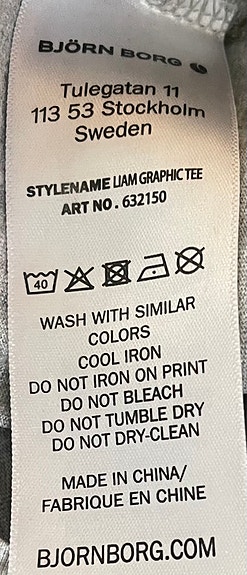 BJÖRN BORG
Tulegatan 11
113 53 Stockholm
Sweden
STYLENAME LIAM GRAPHIC TEE
ART NO. 632150
40
WASH WITH SIMILAR
COLORS
COOL IRON
DO NOT IRON ON PRINT
DO NOT BLEACH
DO NOT TUMBLE DRY
DO NOT DRY-CLEAN
MADE IN CHINA/
FABRIQUE EN CHINE
BJORNBORG.COM